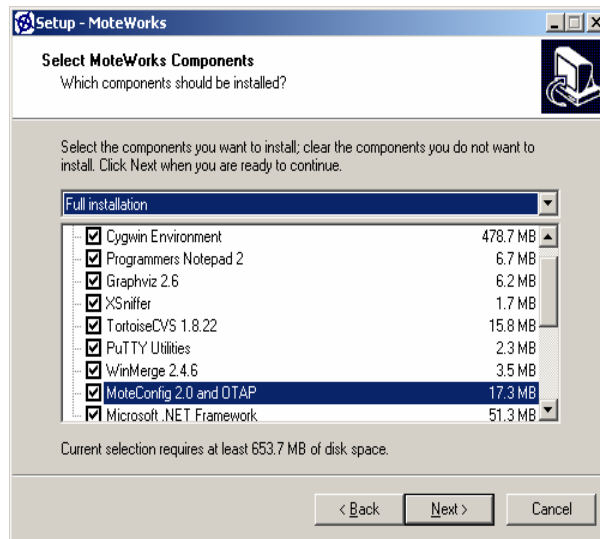 Setup - MoteWorks
Select MoteWorks Components
Which components should be installed?
Select the components you want to install; clear the components you do not want to
install. Click Next when you are ready to continue.
Full installation
Cygwin Environment 478.7 MB
Programmers Notepad 2 6.7 MB
Graphviz 2.6 6.2 MB
XSniffer 1.7 MB
TortoiseCVS 1.8.22 15.8 MB
PuTTY Utilities 2.3 MB
WinMerge 2.4.6 3.5 MB
MoteConfig 2.0 and OTAP 17.3 MB
Microsoft .NET Framework 51.3 MB
Current selection requires at least 653.7 MB of disk space.
< Back Next > Cancel